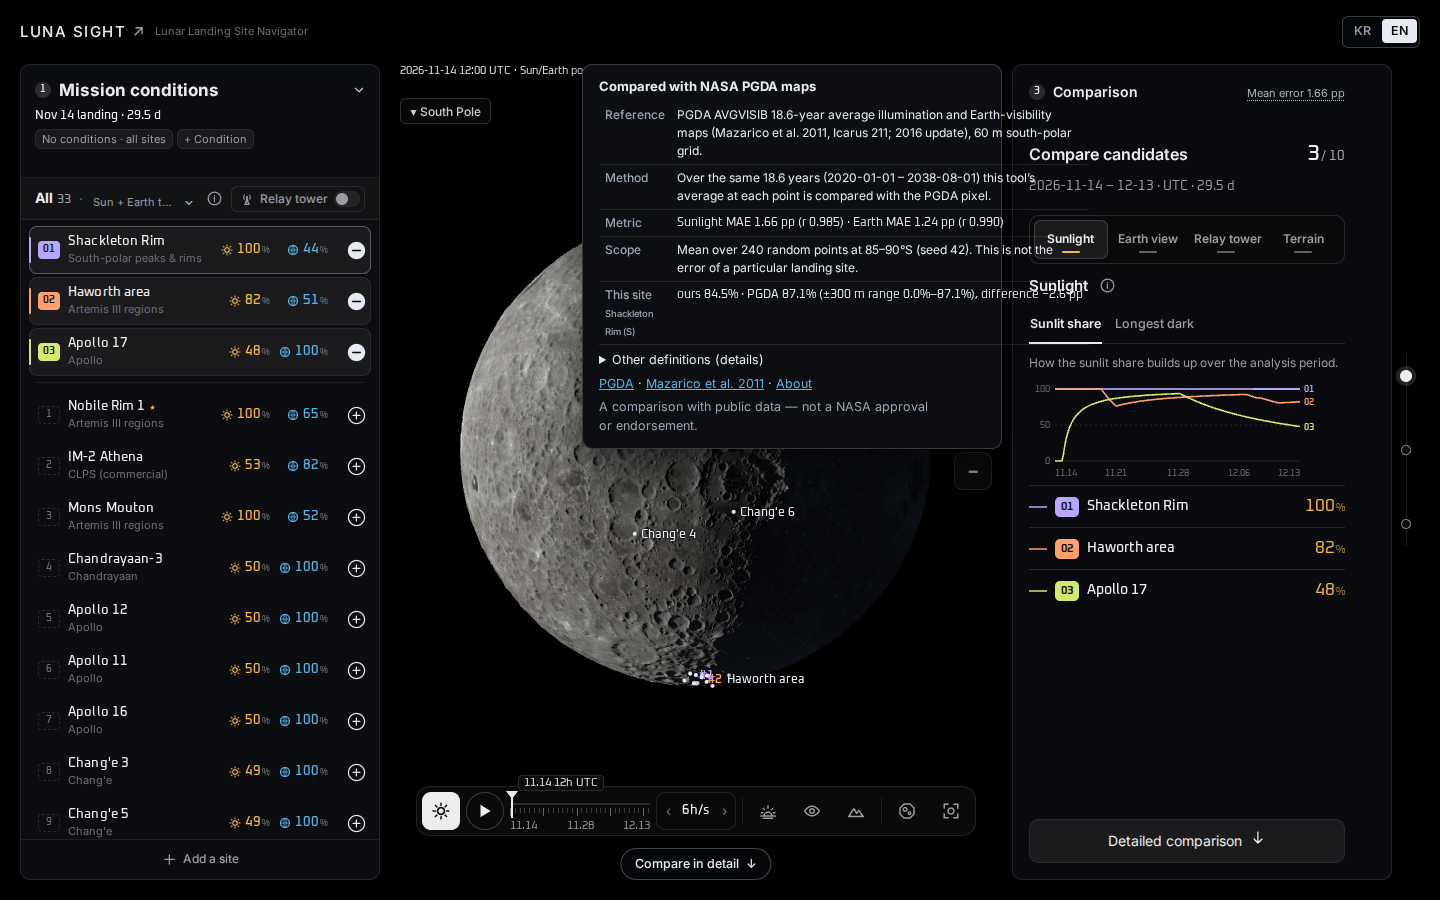 LUNA SIGHT ↗ Lunar Landing Site Navigator
KR EN
1 Mission conditions
Nov 14 landing · 29.5 d
No conditions · all sites + Condition
All 33 · Sun + Earth t... Relay tower
01 Shackleton Rim 100% 44%
South-polar peaks & rims
02 Haworth area 82% 51%
Artemis III regions
03 Apollo 17 48% 100%
Apollo
1 Nobile Rim 1 ★ 100% 65%
Artemis III regions
2 IM-2 Athena 53% 82%
CLPS (commercial)
3 Mons Mouton 100% 52%
Artemis III regions
4 Chandrayaan-3 50% 100%
Chandrayaan
5 Apollo 12 50% 100%
Apollo
6 Apollo 11 50% 100%
Apollo
7 Apollo 16 50% 100%
Apollo
8 Chang'e 3 49% 100%
Chang'e
9 Chang'e 5 49% 100%
Chang'e
+ Add a site
2026-11-14 12:00 UTC · Sun/Earth po
▾ South Pole
Compared with NASA PGDA maps
Reference PGDA AVGVISIB 18.6-year average illumination and Earth-visibility
maps (Mazarico et al. 2011, Icarus 211; 2016 update), 60 m south-polar
grid.
Method Over the same 18.6 years (2020-01-01 – 2038-08-01) this tool's
average at each point is compared with the PGDA pixel.
Metric Sunlight MAE 1.66 pp (r 0.985) · Earth MAE 1.24 pp (r 0.990)
Scope Mean over 240 random points at 85–90°S (seed 42). This is not the
error of a particular landing site.
This site ours 84.5% · PGDA 87.1% (±300 m range 0.0%–87.1%), difference −2.6 pp
Shackleton
Rim (S)
▶ Other definitions (details)
PGDA · Mazarico et al. 2011 · About
A comparison with public data — not a NASA approval
or endorsement.
−
Chang'e 6
Chang'e 4
#1
#2 Haworth area
11.14 12h UTC
11.14 11.28 12.13
‹ 6h/s ›
Compare in detail ↓
3 Comparison Mean error 1.66 pp
Compare candidates 3 / 10
2026-11-14 – 12-13 · UTC · 29.5 d
Sunlight Earth view Relay tower Terrain
Sunlight
Sunlit share Longest dark
How the sunlit share builds up over the analysis period.
100 01
02
50 03
0
11.14 11.21 11.28 12.06 12.13
01 Shackleton Rim 100%
02 Haworth area 82%
03 Apollo 17 48%
Detailed comparison ↓